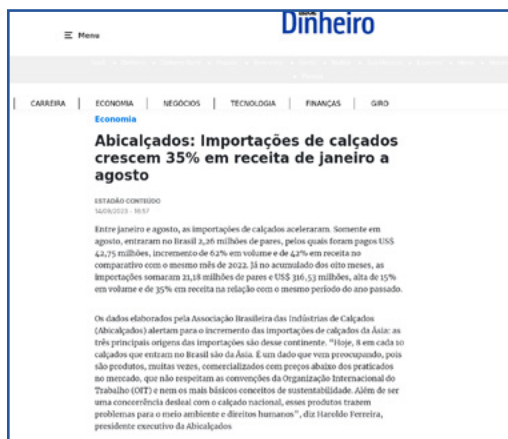 Dinheiro
Menu
CARREIRA ECONOMIA NEGÓCIOS TECNOLOGIA FINANÇAS GIRO
Economia
Abicalçados: Importações de calçados
crescem 35% em receita de janeiro a
agosto
ESTADÃO CONTEÚDO
Entre janeiro e agosto, as importações de calçados aceleraram. Somente em
agosto, entraram no Brasil 2,26 milhões de pares, pelos quais foram pagos US$
42,75 milhões, incremento de 62% em volume e de 42% em receita no
comparativo com o mesmo mês de 2022. Já no acumulado dos oito meses, as
importações somaram 21,18 milhões de pares e US$ 316,53 milhões, alta de 15%
em volume e de 35% em receita na relação com o mesmo período do ano passado.
Os dados elaborados pela Associação Brasileira das Indústrias de Calçados
(Abicalçados) alertam para o incremento das importações de calçados da Ásia: as
três principais origens das importações são desse continente. "Hoje, 8 em cada 10
calçados que entram no Brasil são da Ásia. É um dado que vem preocupando, pois
são produtos, muitas vezes, comercializados com preços abaixo dos praticados
no mercado, que não respeitam as convenções da Organização Internacional do
Trabalho (OIT) e nem os mais básicos conceitos de sustentabilidade. Além de ser
uma concorrência desleal com o calçado nacional, esses produtos trazem
problemas para o meio ambiente e direitos humanos", diz Haroldo Ferreira,
presidente executivo da Abicalçados